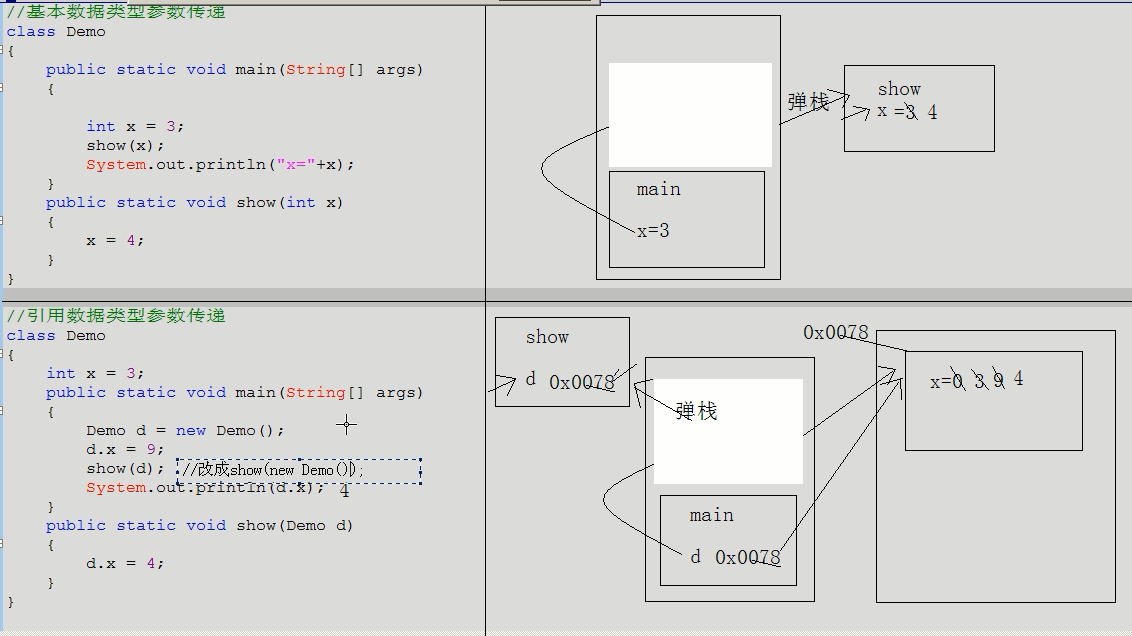 //基本数据类型参数传递
class Demo
{
public static void main(String[] args)
{
int x = 3;
show(x);
System.out.println("x="+x);
}
public static void show(int x)
{
x = 4;
}
}
弹栈
show
x =3 4
main
x=3
//引用数据类型参数传递
class Demo
{
int x = 3;
public static void main(String[] args)
{
Demo d = new Demo();
d.x = 9;
show(d); //改成show(new Demo());
System.out.println(d.x); 4
}
public static void show(Demo d)
{
d.x = 4;
}
}
show
d 0x0078
弹栈
main
d 0x0078
0x0078
x=0 3 9 4